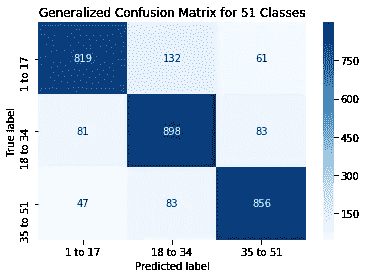 Generalized Confusion Matrix for 51 Classes
1 to 17
819
132
61
18 to 34
81
898
83
35 to 51
47
83
856
True label
1 to 17
18 to 34
35 to 51
Predicted label
750
600
450
300
150